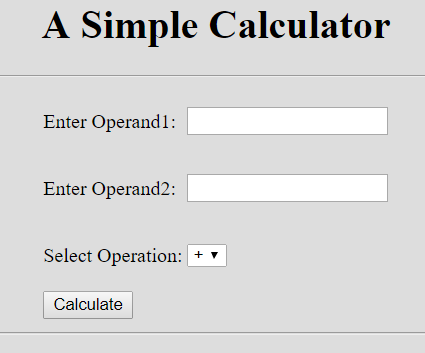 A Simple Calculator
Enter Operand1:
Enter Operand2:
Select Operation: +
Calculate